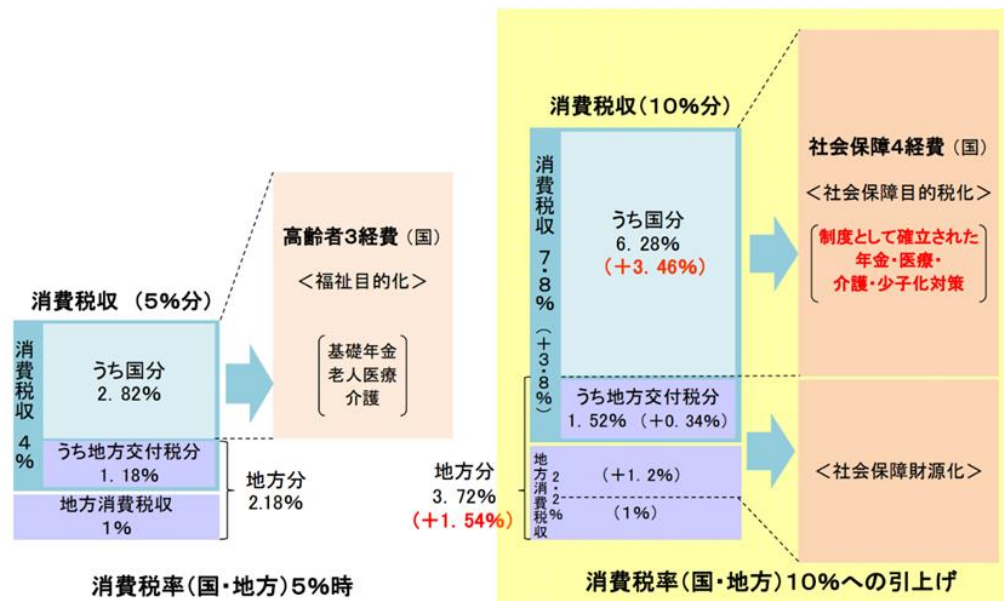 消費税収 （5%分）
消費税収 4%
うち国分
2．82%
うち地方交付税分
1．18%
地方消費税収
1%
地方分
2.18%
高齢者3経費（国）
＜福祉目的化＞
基礎年金
老人医療
介護
消費税率（国・地方）5%時
消費税収（10%分）
消費税収 7・8%（＋3・8%）
うち国分
6．28%
（＋3．46%）
うち地方交付税分
1．52% （+0．34%）
地方消費税収
2・2%
（+1．2%）
（1%）
地方分
3．72%
（＋1．54%）
社会保障4経費（国）
＜社会保障目的税化＞
制度として確立された
年金・医療・
介護・少子化対策
＜社会保障財源化＞
消費税率（国・地方）10%への引上げ